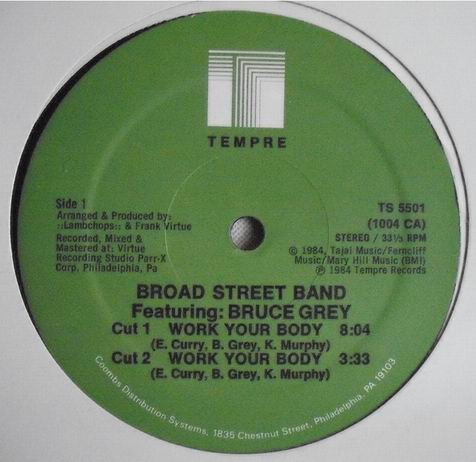 TEMPRE
Side 1
Arranged & Produced by:
::Lambchops:: & Frank Virtue
Recorded, Mixed &
Mastered at: Virtue
Recording Studio Parr-X
Corp. Philadelphia, Pa
TS 5501
(1004 CA)
STEREO / 33⅓ RPM
© 1984, Tajai Music/Ferncliff
Music/Mary Hill Music (BMI)
℗ 1984 Tempre Records
BROAD STREET BAND
Featuring: BRUCE GREY
Cut 1 WORK YOUR BODY 8:04
(E. Curry, B. Grey, K. Murphy)
Cut 2 WORK YOUR BODY 3:33
(E. Curry, B. Grey, K. Murphy)
Coombs Distribution Systems, 1835 Chestnut Street, Philadelphia, PA 19103